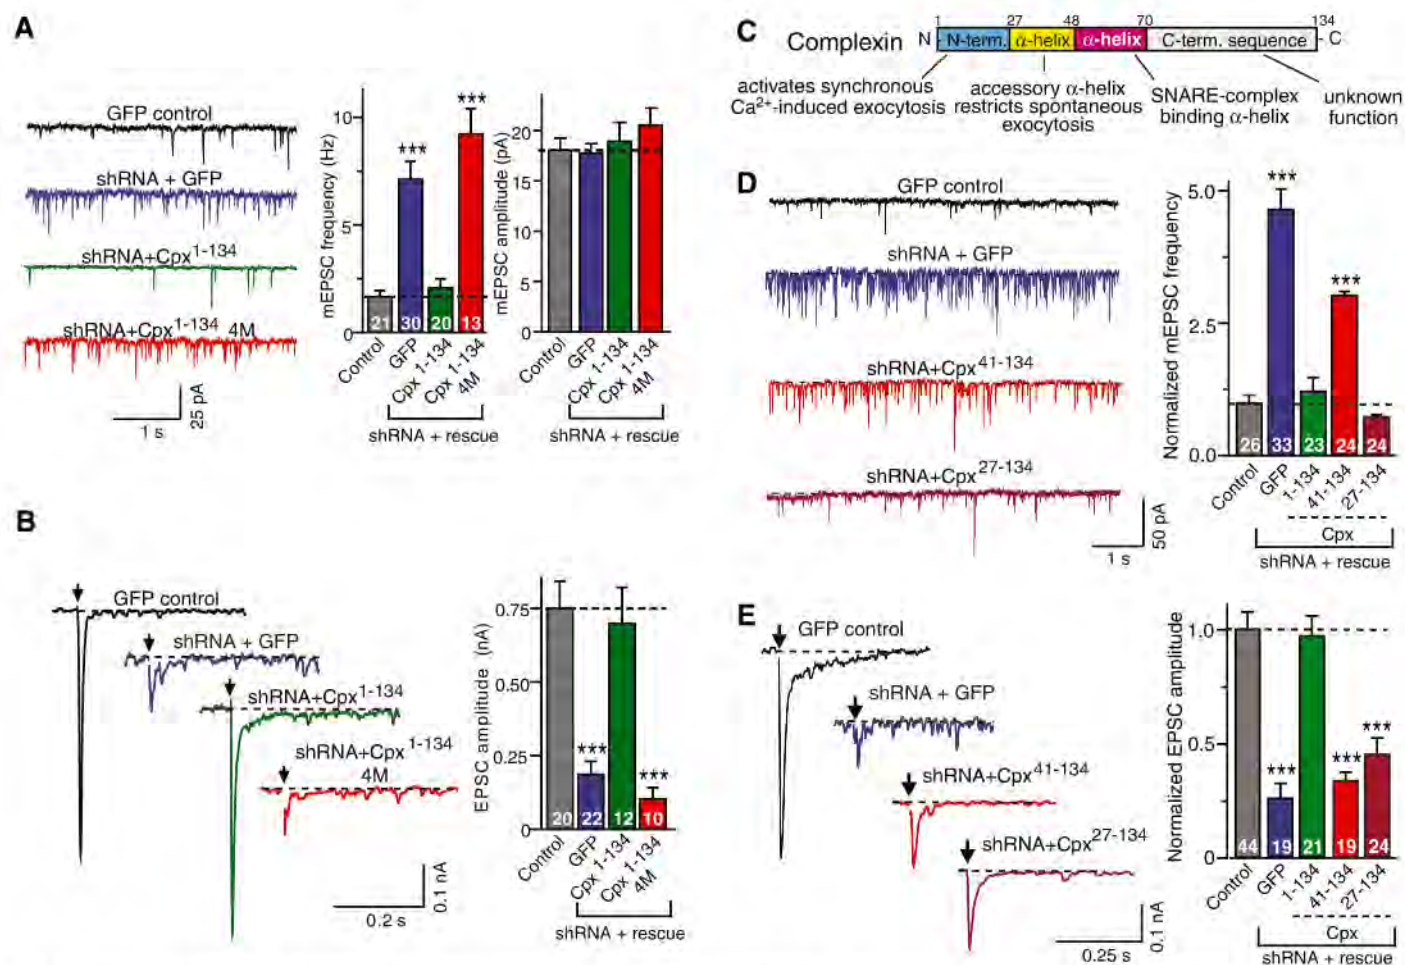 A
GFP control
shRNA + GFP
shRNA+Cpx1-134
shRNA+Cpx1-134 4M
1 s
25 pA
mEPSC frequency (Hz)
10
5
0
***
***
21
30
20
13
Control
GFP
Cpx 1-134
Cpx 1-134
4M
shRNA + rescue
mEPSC amplitude (pA)
20
15
10
5
0
Control
GFP
Cpx 1-134
Cpx 1-134
4M
shRNA + rescue
B
GFP control
shRNA + GFP
shRNA+Cpx1-134
shRNA+Cpx1-134
4M
0.2 s
0.1 nA
EPSC amplitude (nA)
0.75
0.50
0.25
0
***
***
20
22
12
10
Control
GFP
Cpx 1-134
Cpx 1-134
4M
shRNA + rescue
C
1 27 48 70 134
Complexin N N-term. α-helix α-helix C-term. sequence C
activates synchronous
Ca2+-induced exocytosis
accessory α-helix
restricts spontaneous
exocytosis
SNARE-complex
binding α-helix
unknown
function
D
GFP control
shRNA + GFP
shRNA+Cpx41-134
shRNA+Cpx27-134
1 s
50 pA
Normalized mEPSC frequency
5.0
2.5
0.0
***
***
26
33
23
24
24
Control
GFP
1-134
41-134
27-134
Cpx
shRNA + rescue
E
GFP control
shRNA + GFP
shRNA+Cpx41-134
shRNA+Cpx27-134
0.25 s
0.1 nA
Normalized EPSC amplitude
1.0
0.5
0
***
***
***
44
19
21
19
24
Control
GFP
1-134
41-134
27-134
Cpx
shRNA + rescue